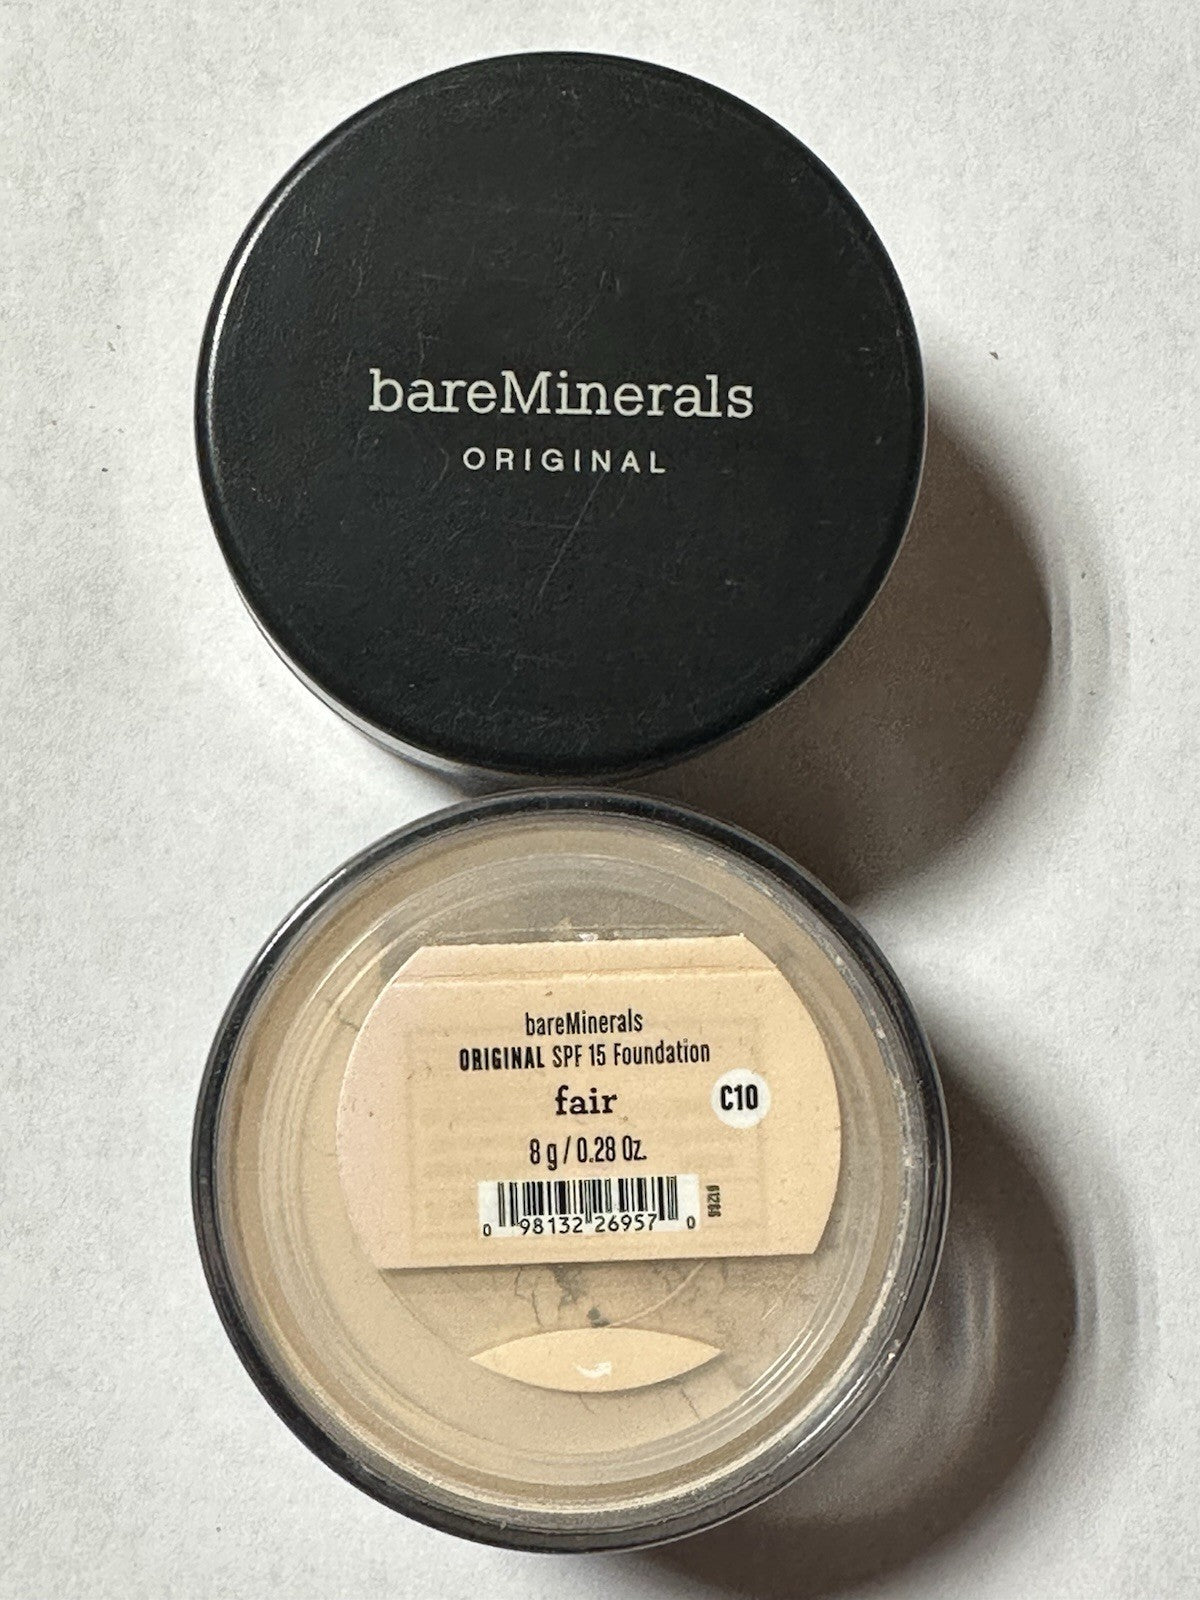 bareMinerals
ORIGINAL
bareMinerals
ORIGINAL SPF 15 Foundation
fair
C10
8 g / 0.28 Oz.
0 98132 26957 0